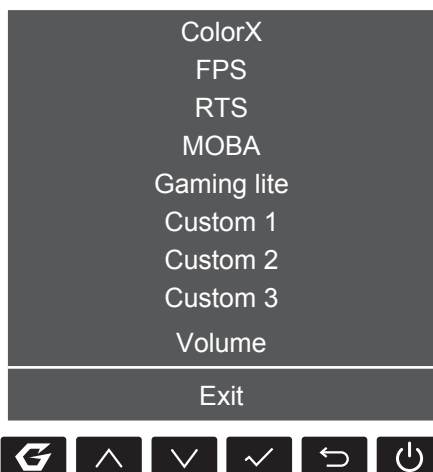 ColorX
FPS
RTS
MOBA
Gaming lite
Custom 1
Custom 2
Custom 3
Volume
Exit